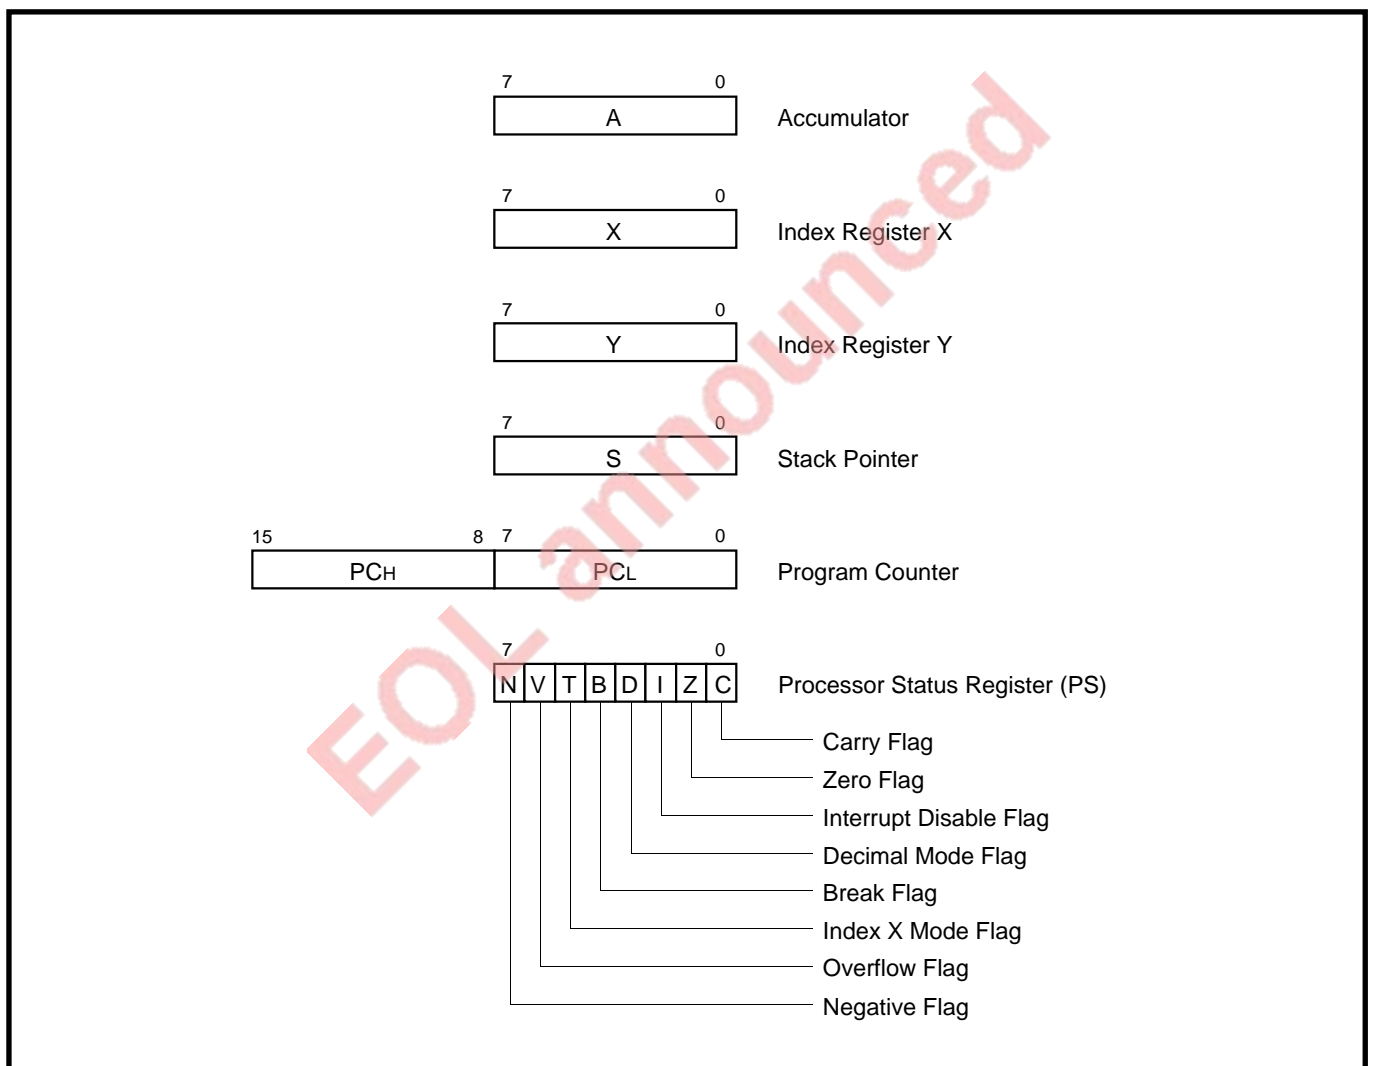 7 0
A Accumulator
7 0
X Index Register X
7 0
Y Index Register Y
7 0
S Stack Pointer
15 8 7 0
PCH PCL Program Counter
7 0
N V T B D I Z C Processor Status Register (PS)
Carry Flag
Zero Flag
Interrupt Disable Flag
Decimal Mode Flag
Break Flag
Index X Mode Flag
Overflow Flag
Negative Flag
EOL announced